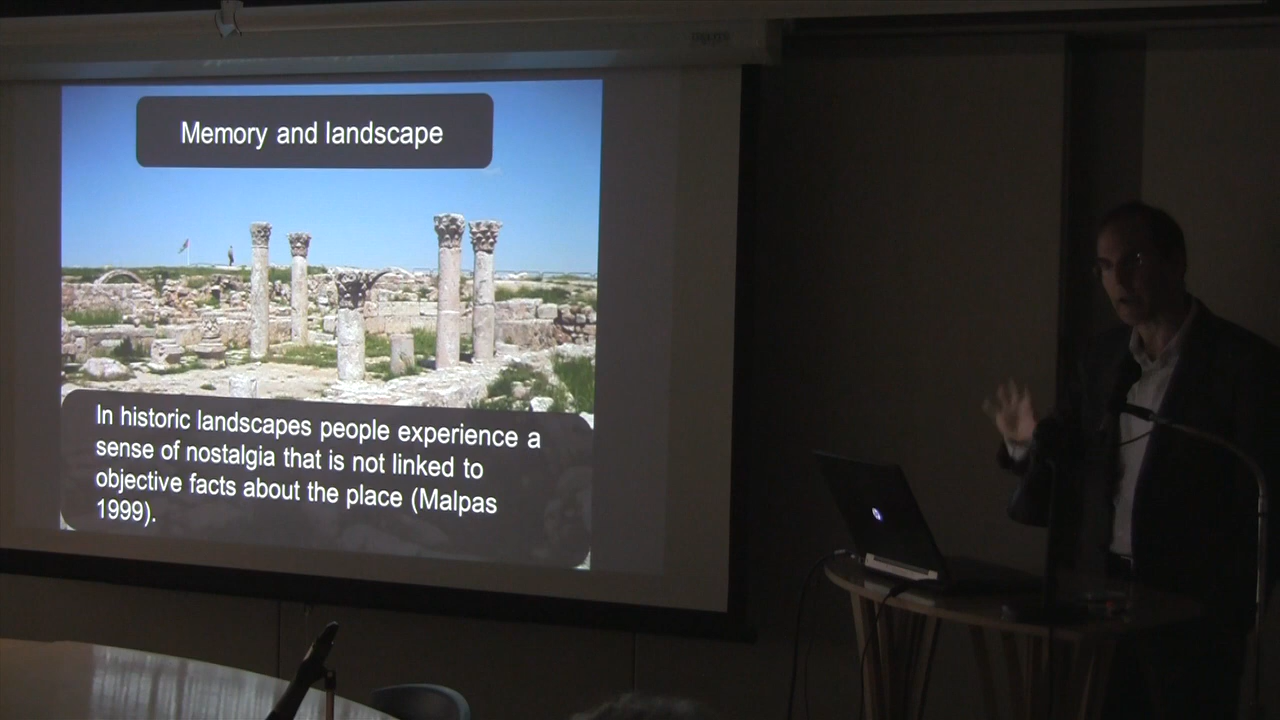 Memory and landscape
In historic landscapes people experience a
sense of nostalgia that is not linked to
objective facts about the place (Malpas
1999).